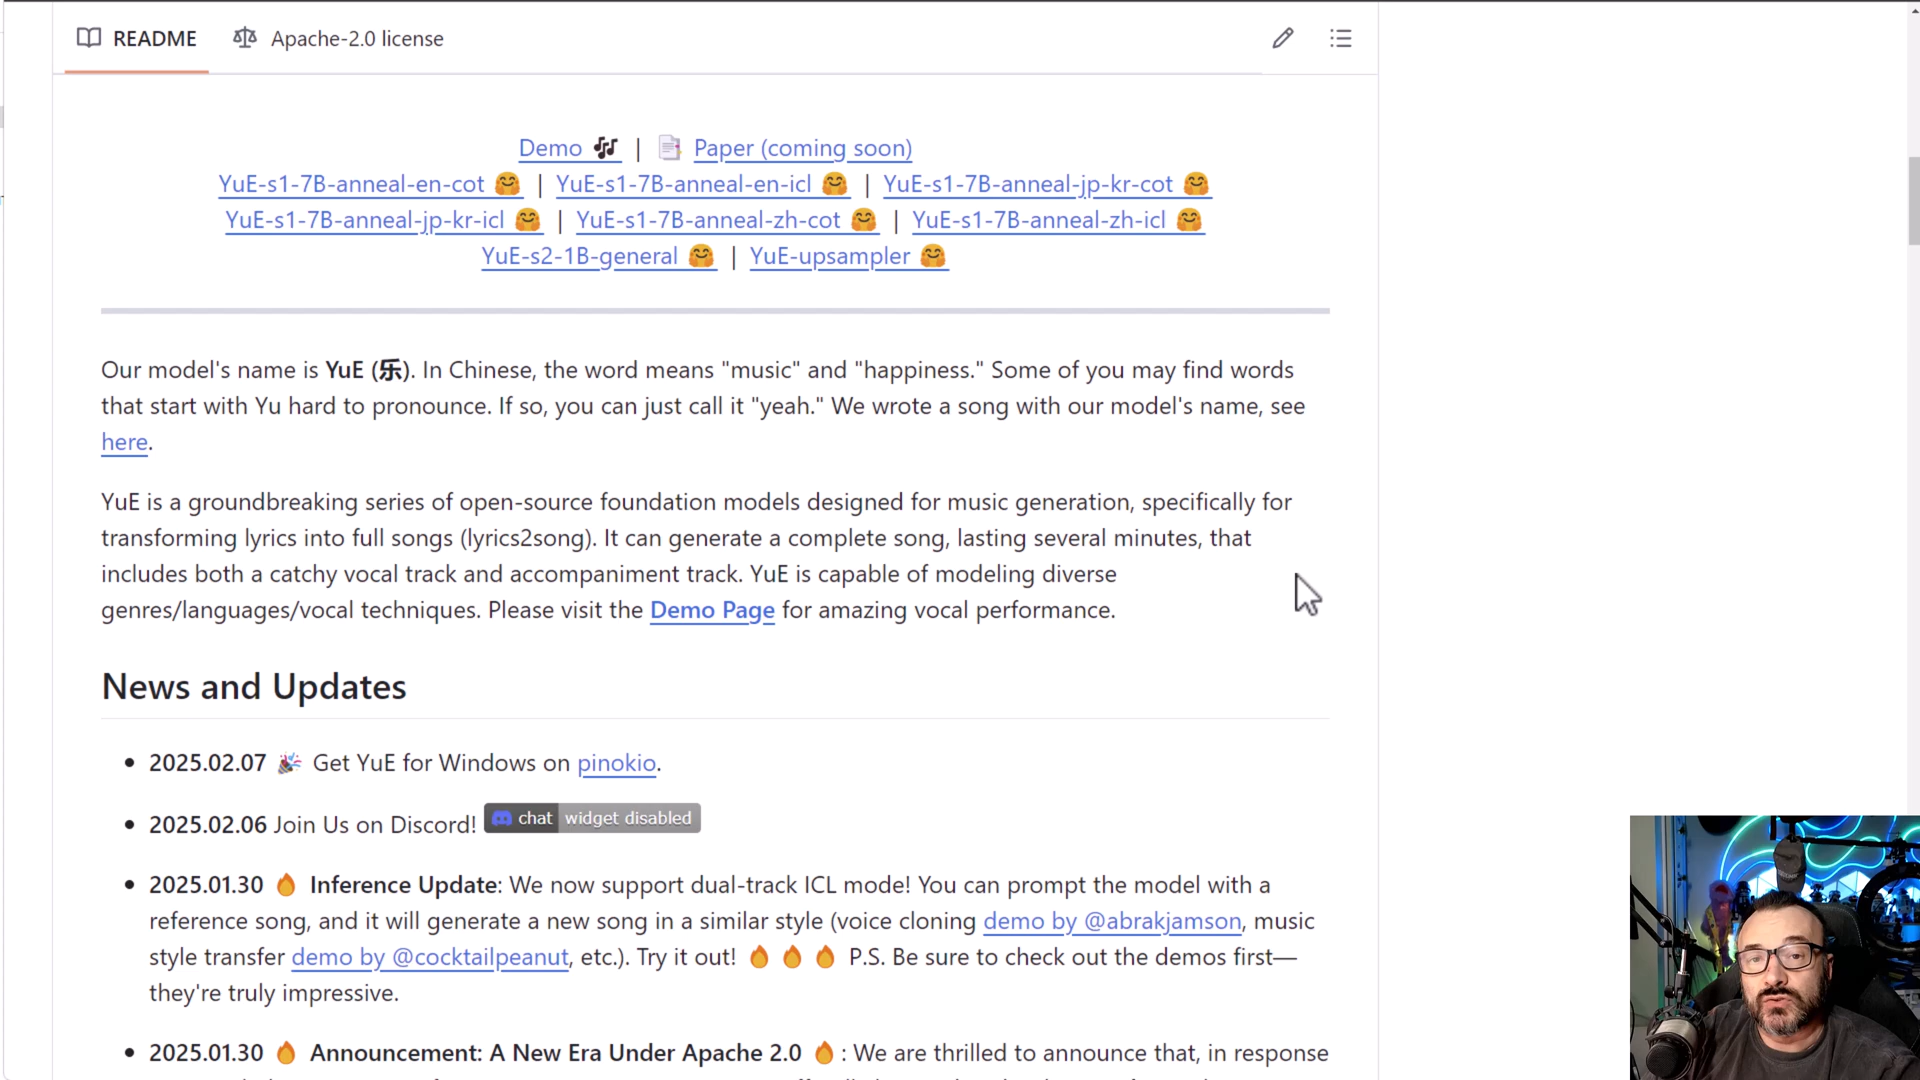 README Apache-2.0 license
Demo 🎶 | 📑 Paper (coming soon)
YuE-s1-7B-anneal-en-cot 🤗 | YuE-s1-7B-anneal-en-icl 🤗 | YuE-s1-7B-anneal-jp-kr-cot 🤗
YuE-s1-7B-anneal-jp-kr-icl 🤗 | YuE-s1-7B-anneal-zh-cot 🤗 | YuE-s1-7B-anneal-zh-icl 🤗
YuE-s2-1B-general 🤗 | YuE-upsampler 🤗
Our model's name is YuE (乐). In Chinese, the word means "music" and "happiness." Some of you may find words
that start with Yu hard to pronounce. If so, you can just call it "yeah." We wrote a song with our model's name, see
here.
YuE is a groundbreaking series of open-source foundation models designed for music generation, specifically for
transforming lyrics into full songs (lyrics2song). It can generate a complete song, lasting several minutes, that
includes both a catchy vocal track and accompaniment track. YuE is capable of modeling diverse
genres/languages/vocal techniques. Please visit the Demo Page for amazing vocal performance.
News and Updates
• 2025.02.07 🎉 Get YuE for Windows on pinokio.
• 2025.02.06 Join Us on Discord! chat widget disabled
• 2025.01.30 🔥 Inference Update: We now support dual-track ICL mode! You can prompt the model with a
reference song, and it will generate a new song in a similar style (voice cloning demo by @abrakjamson, music
style transfer demo by @cocktailpeanut, etc.). Try it out! 🔥 🔥 🔥 P.S. Be sure to check out the demos first—
they're truly impressive.
• 2025.01.30 🔥 Announcement: A New Era Under Apache 2.0 🔥 : We are thrilled to announce that, in response